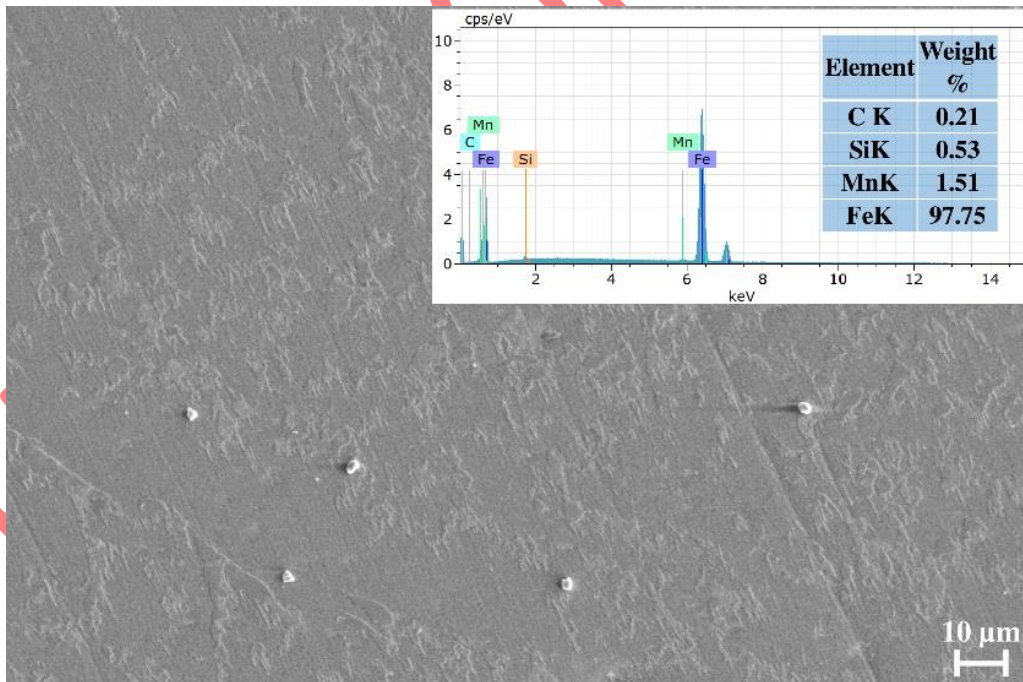 cps/eV
10
8
6
4
2
0
Mn
C
Fe
Si
Mn
Fe
2 4 6 8 10 12 14
keV
Element Weight %
C K 0.21
SiK 0.53
MnK 1.51
FeK 97.75
10 µm